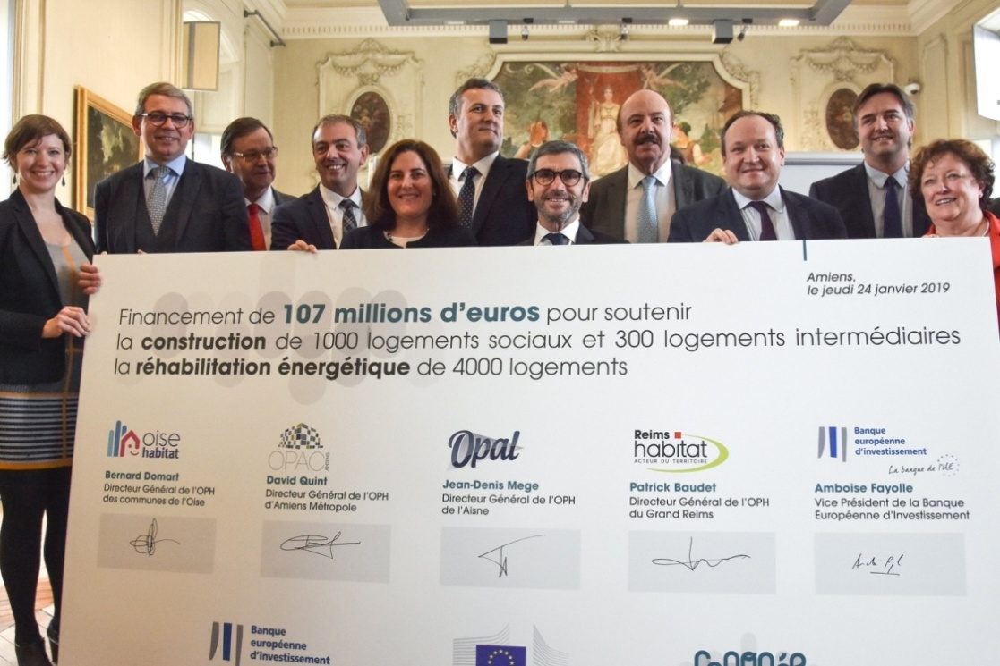 Amiens,
le jeudi 24 janvier 2019
Financement de 107 millions d'euros pour soutenir
la construction de 1000 logements sociaux et 300 logements intermédiaires
la réhabilitation énergétique de 4000 logements
oise
habitat
Bernard Domart
Directeur Général de l'OPH
des communes de l'Oise
OPAC
AMIENS
David Quint
Directeur Général de l'OPH
d'Amiens Métropole
Opal
Jean-Denis Mege
Directeur Général de l'OPH
de l'Aisne
Reims
habitat
ACTEUR DU TERRITOIRE
Patrick Baudet
Directeur Général de l'OPH
du Grand Reims
Banque
européenne
d'investissement
La banque de l'UE
Amboise Fayolle
Vice Président de la Banque
Européenne d'Investissement
Banque
européenne
d'investissement